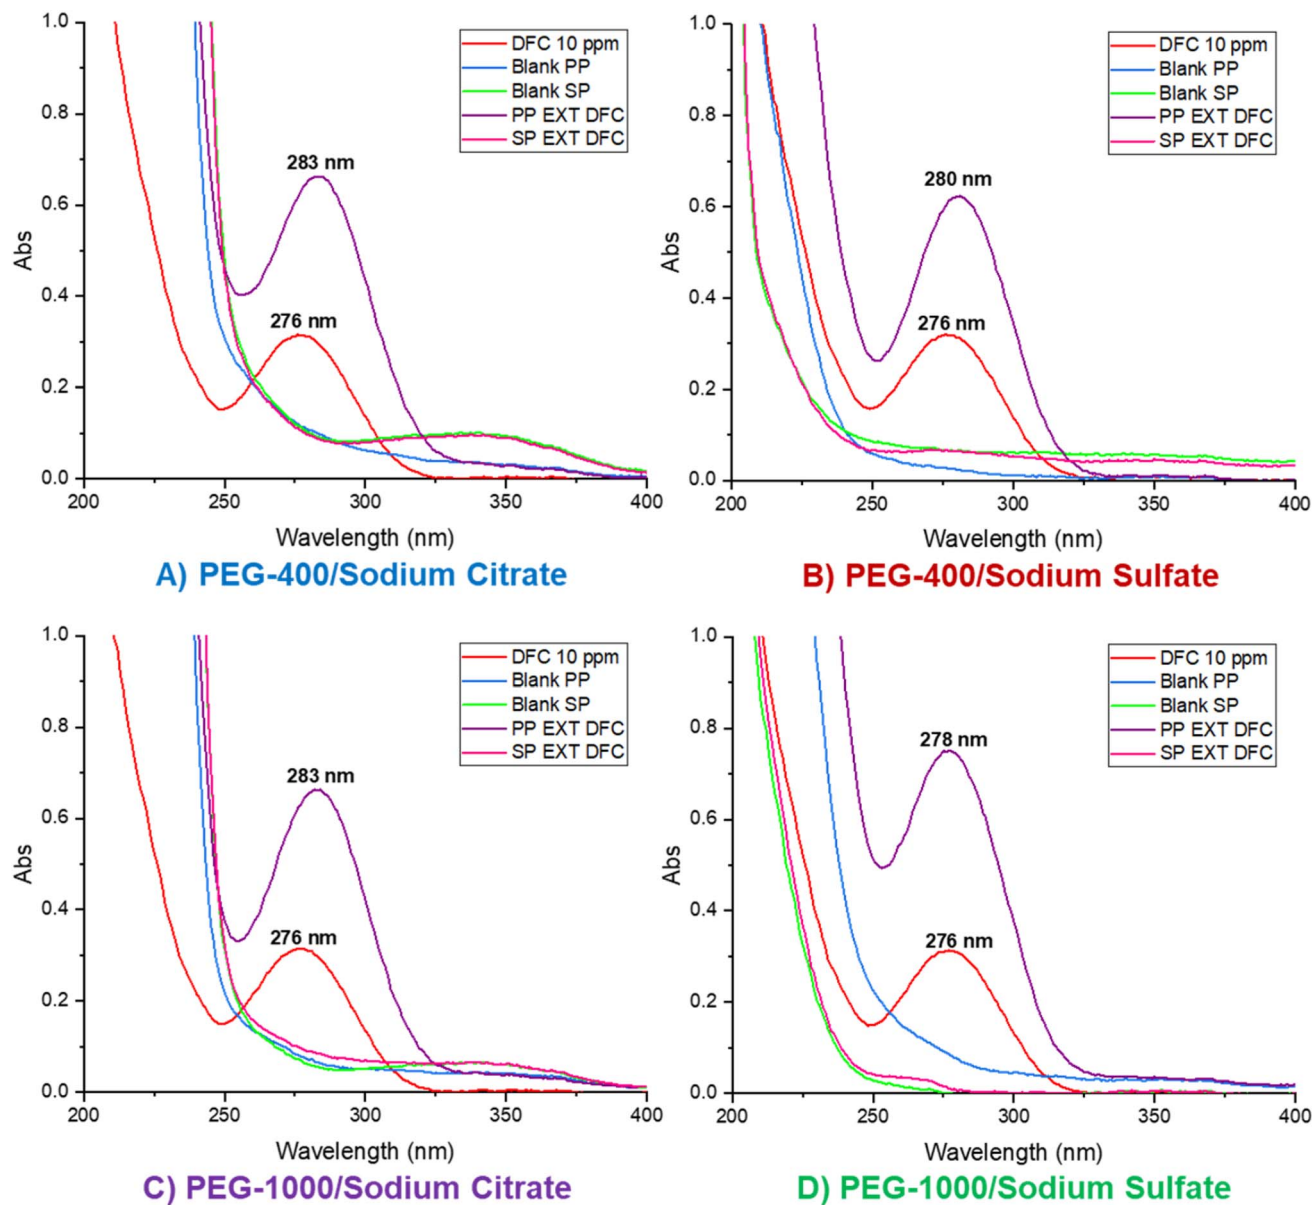 1.0
0.8
0.6
0.4
0.2
0.0
Abs
283 nm
276 nm
DFC 10 ppm
Blank PP
Blank SP
PP EXT DFC
SP EXT DFC
200
250
300
350
400
Wavelength (nm)
A) PEG-400/Sodium Citrate
1.0
0.8
0.6
0.4
0.2
0.0
Abs
280 nm
276 nm
DFC 10 ppm
Blank PP
Blank SP
PP EXT DFC
SP EXT DFC
200
250
300
350
400
Wavelength (nm)
B) PEG-400/Sodium Sulfate
1.0
0.8
0.6
0.4
0.2
0.0
Abs
283 nm
276 nm
DFC 10 ppm
Blank PP
Blank SP
PP EXT DFC
SP EXT DFC
200
250
300
350
400
Wavelength (nm)
C) PEG-1000/Sodium Citrate
1.0
0.8
0.6
0.4
0.2
0.0
Abs
278 nm
276 nm
DFC 10 ppm
Blank PP
Blank SP
PP EXT DFC
SP EXT DFC
200
250
300
350
400
Wavelength (nm)
D) PEG-1000/Sodium Sulfate